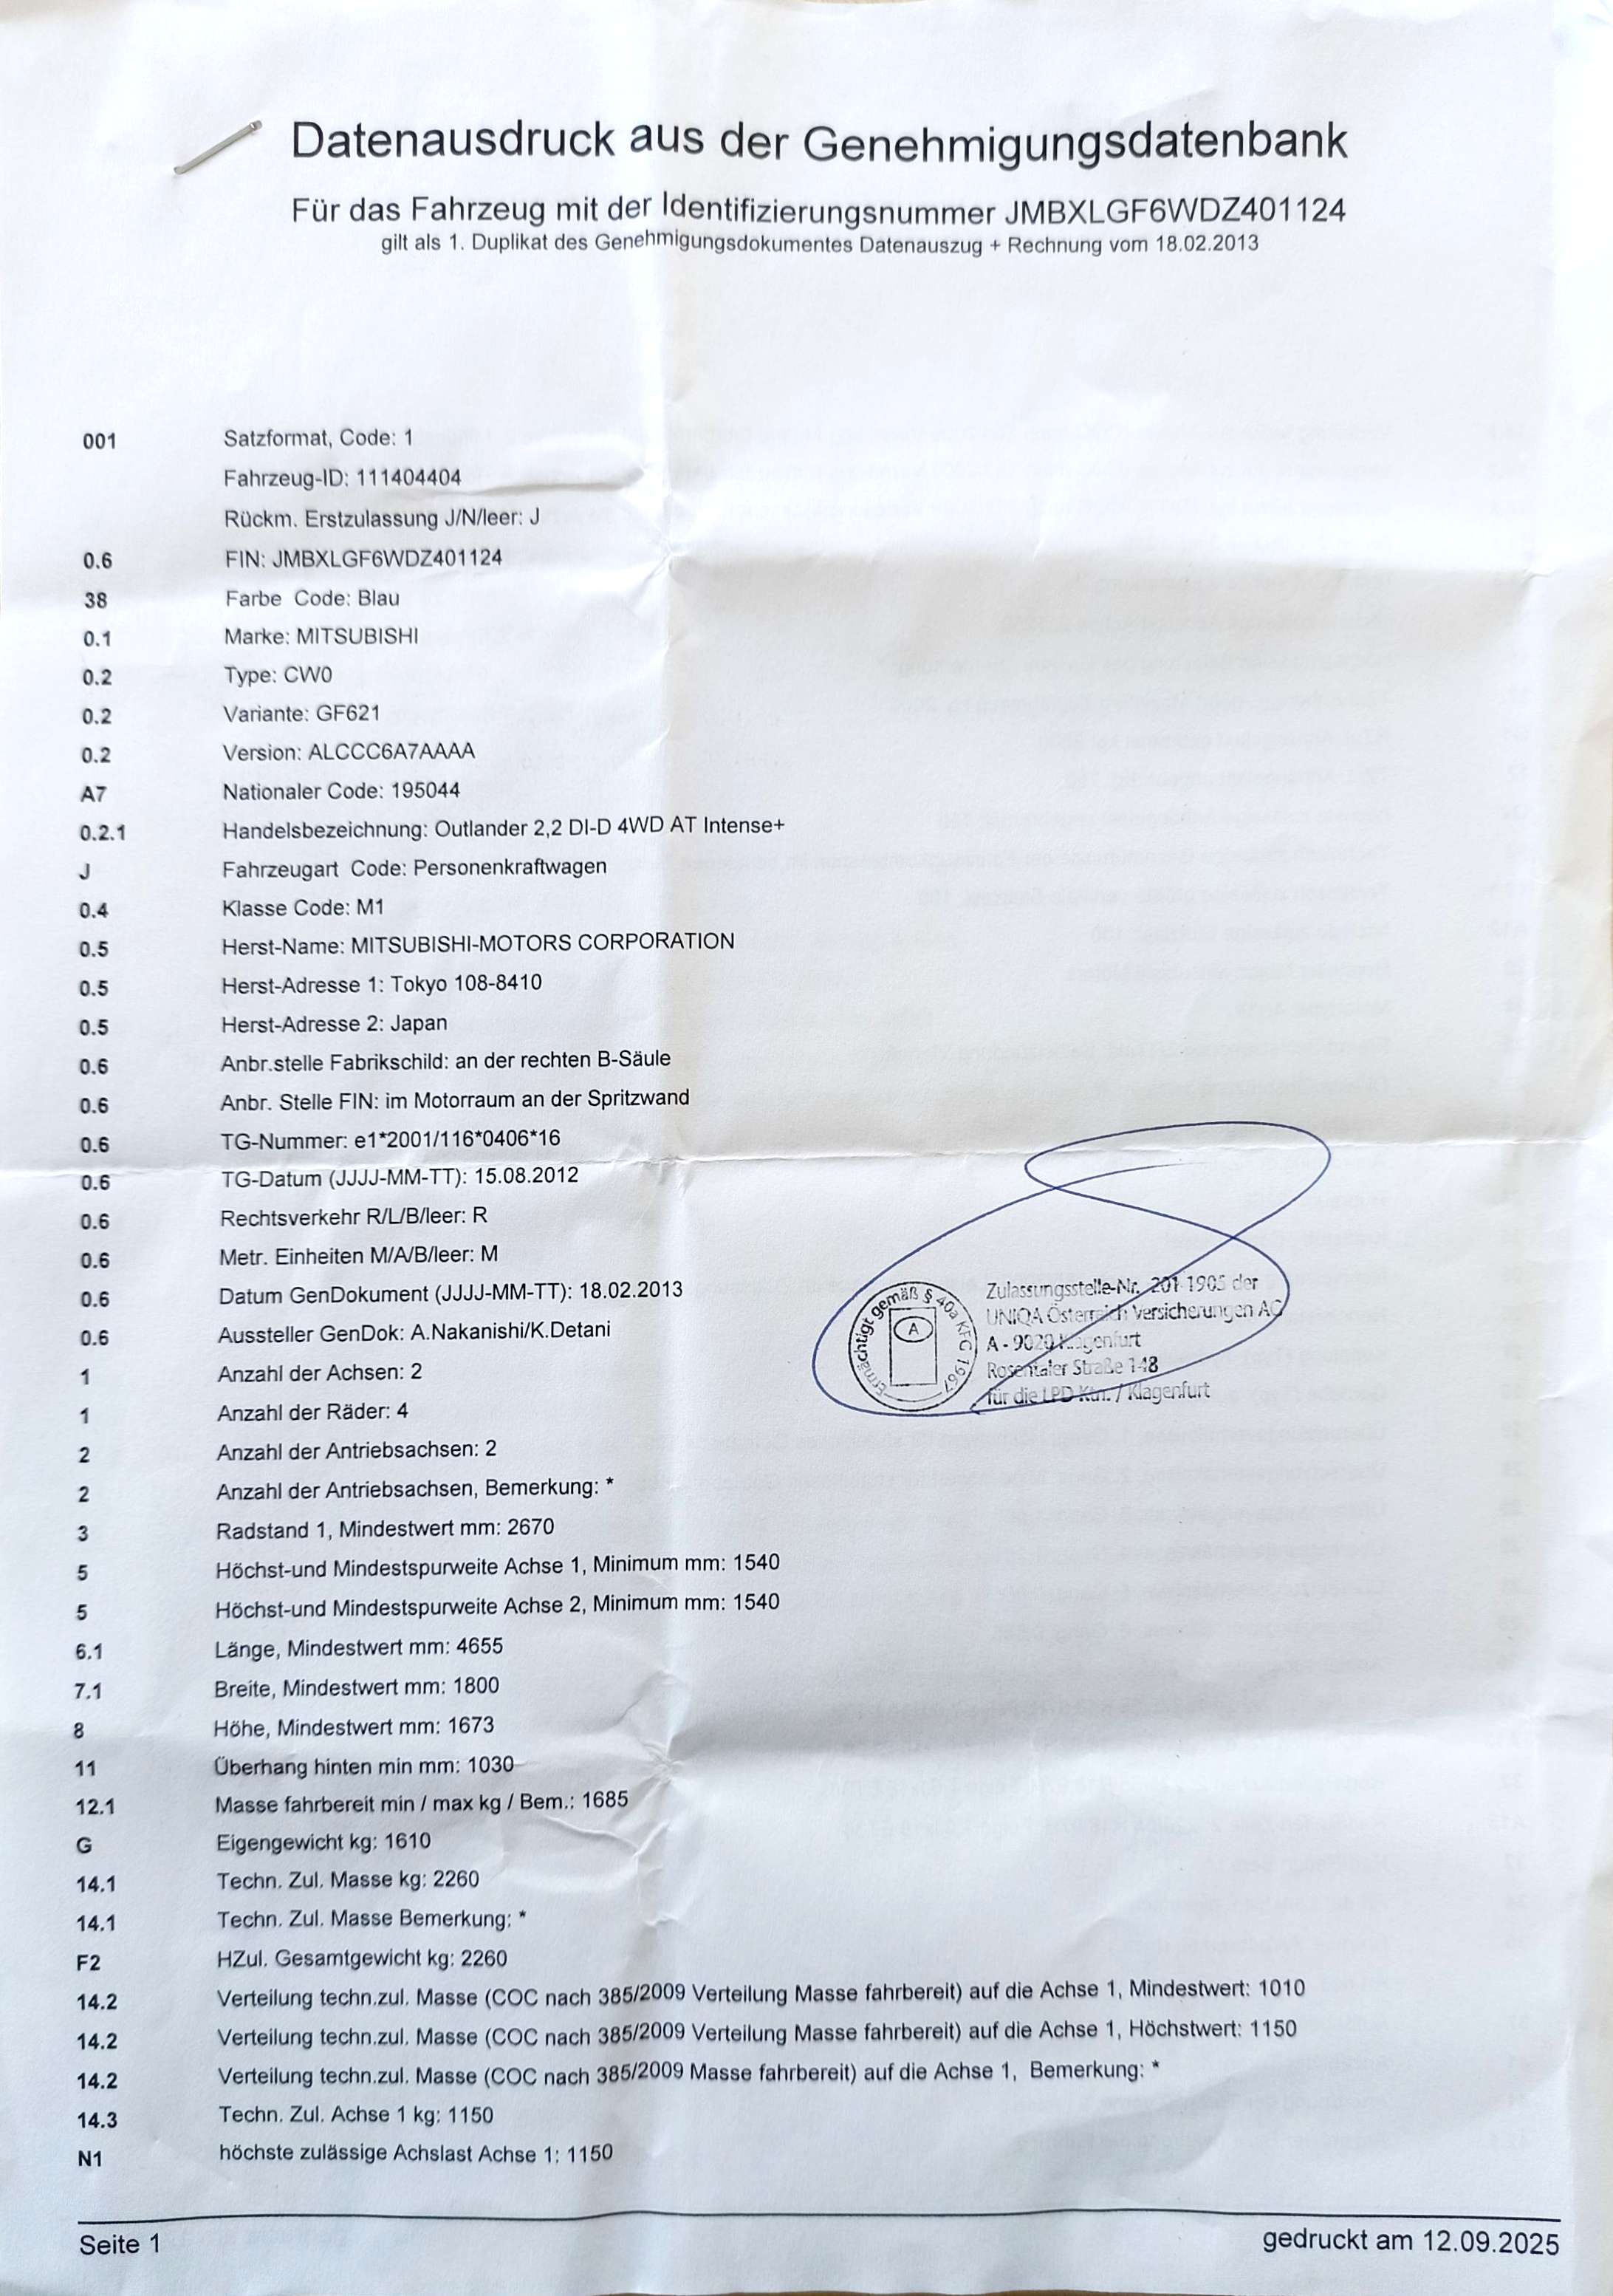 Datenausdruck aus der Genehmigungsdatenbank
Für das Fahrzeug mit der Identifizierungsnummer JMBXLGF6WDZ401124
gilt als 1. Duplikat des Genehmigungsdokumentes Datenauszug + Rechnung vom 18.02.2013
001 Satzformat, Code: 1
Fahrzeug-ID: 111404404
Rückm. Erstzulassung J/N/leer: J
0.6 FIN: JMBXLGF6WDZ401124
38 Farbe Code: Blau
0.1 Marke: MITSUBISHI
0.2 Type: CW0
0.2 Variante: GF621
0.2 Version: ALCCC6A7AAAA
A7 Nationaler Code: 195044
0.2.1 Handelsbezeichnung: Outlander 2,2 DI-D 4WD AT Intense+
J Fahrzeugart Code: Personenkraftwagen
0.4 Klasse Code: M1
0.5 Herst-Name: MITSUBISHI-MOTORS CORPORATION
0.5 Herst-Adresse 1: Tokyo 108-8410
0.5 Herst-Adresse 2: Japan
0.6 Anbr.stelle Fabrikschild: an der rechten B-Säule
0.6 Anbr. Stelle FIN: im Motorraum an der Spritzwand
0.6 TG-Nummer: e1*2001/116*0406*16
0.6 TG-Datum (JJJJ-MM-TT): 15.08.2012
0.6 Rechtsverkehr R/L/B/leer: R
0.6 Metr. Einheiten M/A/B/leer: M
0.6 Datum GenDokument (JJJJ-MM-TT): 18.02.2013
0.6 Aussteller GenDok: A.Nakanishi/K.Detani
1 Anzahl der Achsen: 2
1 Anzahl der Räder: 4
2 Anzahl der Antriebsachsen: 2
2 Anzahl der Antriebsachsen, Bemerkung: *
3 Radstand 1, Mindestwert mm: 2670
5 Höchst-und Mindestspurweite Achse 1, Minimum mm: 1540
5 Höchst-und Mindestspurweite Achse 2, Minimum mm: 1540
6.1 Länge, Mindestwert mm: 4655
7.1 Breite, Mindestwert mm: 1800
8 Höhe, Mindestwert mm: 1673
11 Überhang hinten min mm: 1030
12.1 Masse fahrbereit min / max kg / Bem.: 1685
G Eigengewicht kg: 1610
14.1 Techn. Zul. Masse kg: 2260
14.1 Techn. Zul. Masse Bemerkung: *
F2 HZul. Gesamtgewicht kg: 2260
14.2 Verteilung techn.zul. Masse (COC nach 385/2009 Verteilung Masse fahrbereit) auf die Achse 1, Mindestwert: 1010
14.2 Verteilung techn.zul. Masse (COC nach 385/2009 Verteilung Masse fahrbereit) auf die Achse 1, Höchstwert: 1150
14.2 Verteilung techn.zul. Masse (COC nach 385/2009 Masse fahrbereit) auf die Achse 1, Bemerkung: *
14.3 Techn. Zul. Achse 1 kg: 1150
N1 höchste zulässige Achslast Achse 1: 1150
Ermächtigt gemäß § 40a KFG 1967
A
Zulassungsstelle-Nr. 201-1905 der
UNIQA Österreich Versicherungen AG
A - 9020 Klagenfurt
Rosentaler Straße 148
für die LPD Ktn. / Klagenfurt
Seite 1
gedruckt am 12.09.2025